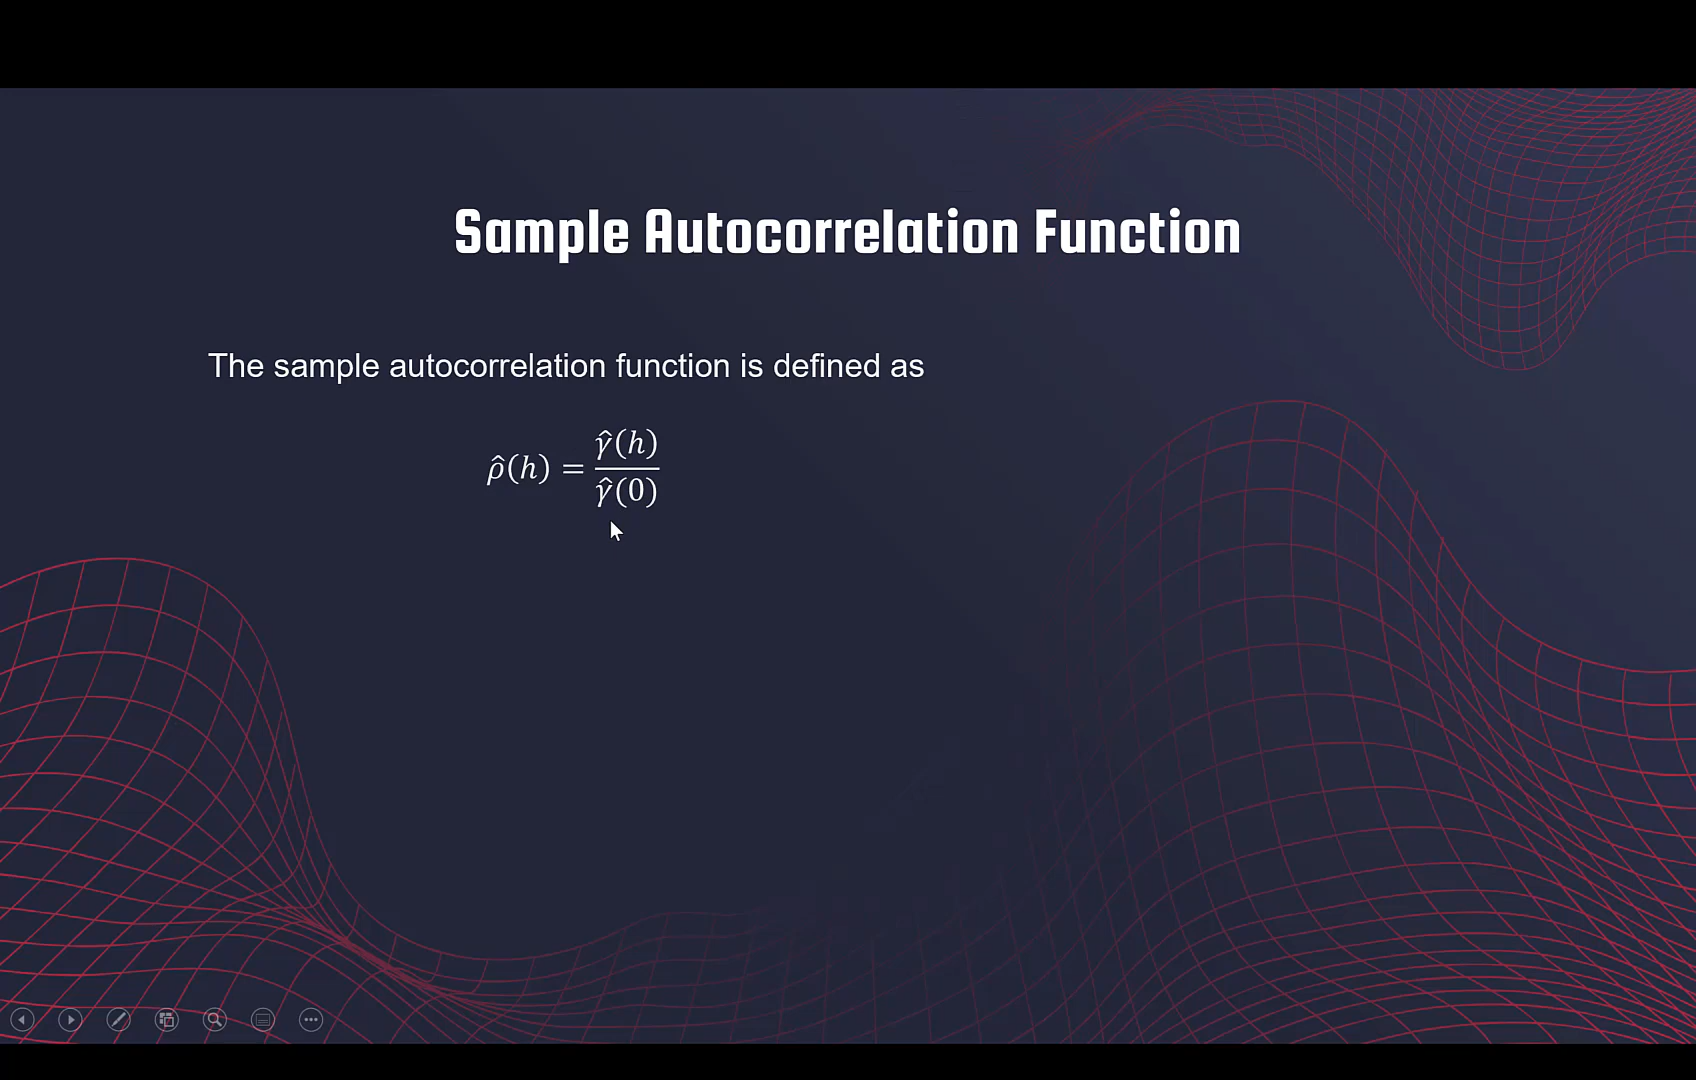 Sample Autocorrelation Function
The sample autocorrelation function is defined as
ρ̂(h) = γ̂(h) / γ̂(0)